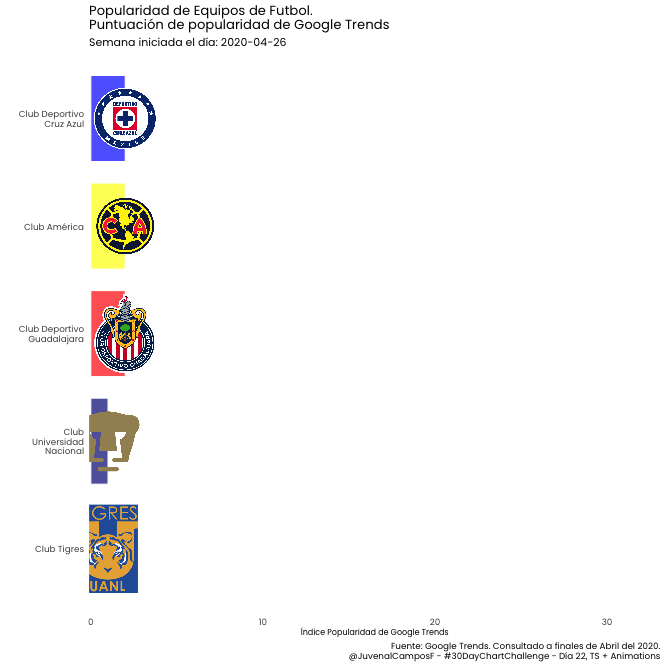 Popularidad de Equipos de Futbol.
Puntuación de popularidad de Google Trends
Semana iniciada el día: 2020-04-26
Club Deportivo
Cruz Azul
DEPORTIVO
CRUZ AZUL
MEXICO
Club América
C A
Club Deportivo
Guadalajara
Club
Universidad
Nacional
GRES
Club Tigres
UANL
0 10 20 30
Índice Popularidad de Google Trends
Fuente: Google Trends. Consultado a finales de Abril del 2020.
@JuvenalCamposF - #30DayChartChallenge - Día 22, TS + Animations